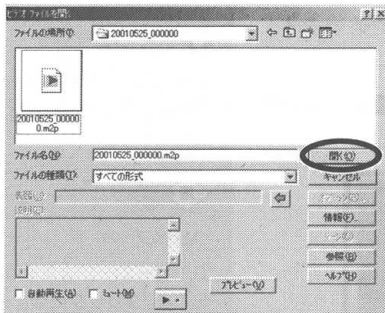 ビデオ ファイルを開く
ファイルの場所(I): 20010525_000000
20010525_00000
0.m2p
ファイル名(N): 20010525_000000.m2p 開く(O)
ファイルの種類(T): すべての形式 キャンセル
情報(F)...
参照(B)
ヘルプ(H)
プレビュー(V)
自動再生(A) ミュート(M)